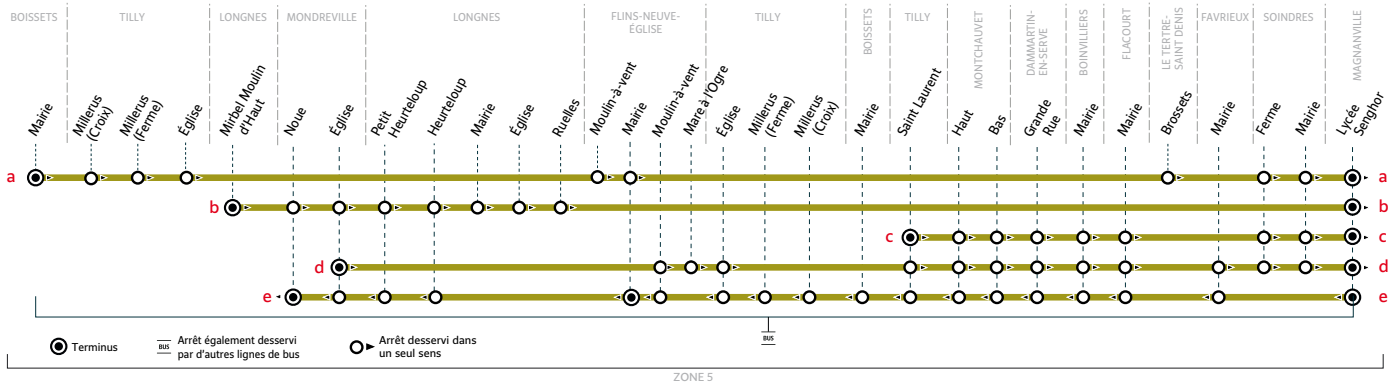 BOISSETS
TILLY
LONGNES
MONDREVILLE
LONGNES
FLINS-NEUVE-
ÉGLISE
TILLY
BOISSETS
TILLY
MONTCHAUVET
DAMMARTIN-
EN-SERVE
BOINVILLIERS
FLACOURT
LE TERTRE-
SAINT DENIS
FAVRIEUX
SOINDRES
MAGNANVILLE
Mairie
Millerus
(Croix)
Millerus
(Ferme)
Église
Mirbel Moulin
d'Haut
Noue
Église
Petit
Heurteloup
Heurteloup
Mairie
Église
Ruelles
Moulin-à-vent
Mairie
Moulin-à-vent
Mare à l'Ogre
Église
Millerus
(Ferme)
Millerus
(Croix)
Mairie
Saint Laurent
Haut
Bas
Grande
Rue
Mairie
Mairie
Brossets
Mairie
Ferme
Mairie
Lycée
Senghor
a a
b b
c c
d d
e e
BUS
Terminus
BUS
Arrêt également desservi
par d'autres lignes de bus
Arrêt desservi dans
un seul sens
ZONE 5